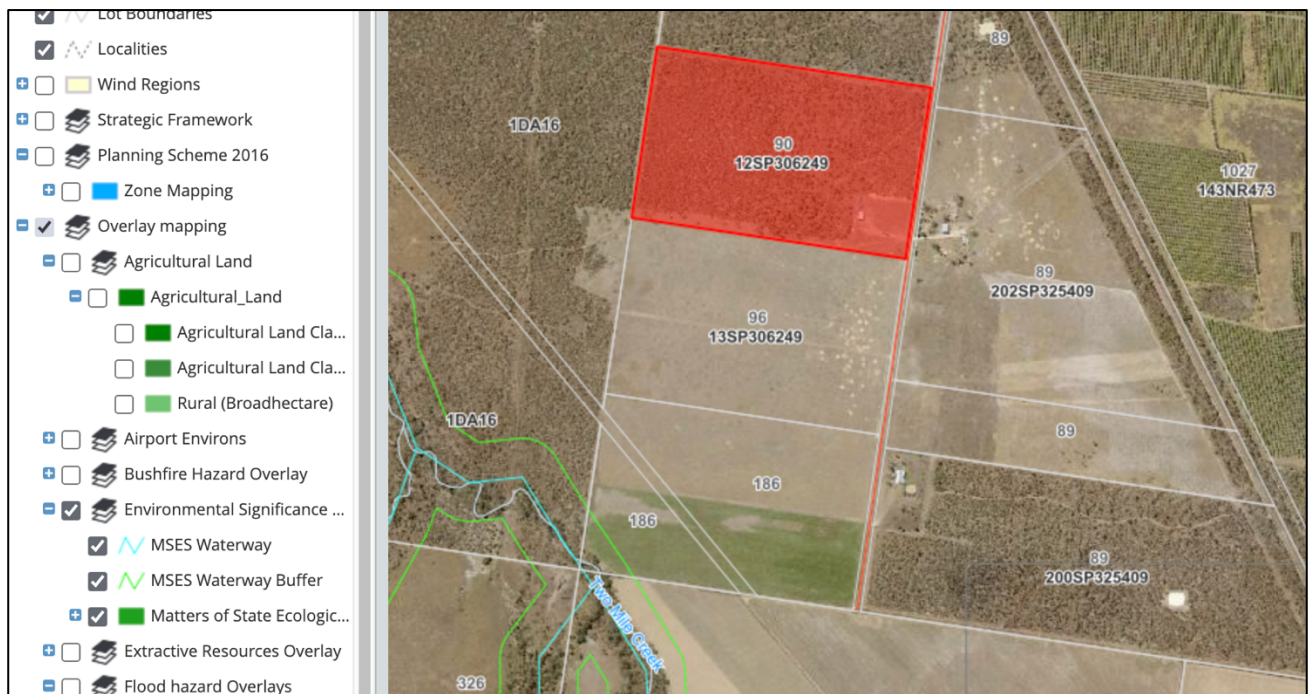 Lot Boundaries
Localities
Wind Regions
Strategic Framework
Planning Scheme 2016
Zone Mapping
Overlay mapping
Agricultural Land
Agricultural_Land
Agricultural Land Cla...
Agricultural Land Cla...
Rural (Broadhectare)
Airport Environs
Bushfire Hazard Overlay
Environmental Significance ...
MSES Waterway
MSES Waterway Buffer
Matters of State Ecologic...
Extractive Resources Overlay
Flood hazard Overlays
89
1DA16
90
12SP306249
1027
143NR473
89
202SP325409
96
13SP306249
1DA16
89
186
186
89
200SP325409
Two Mile Creek
326